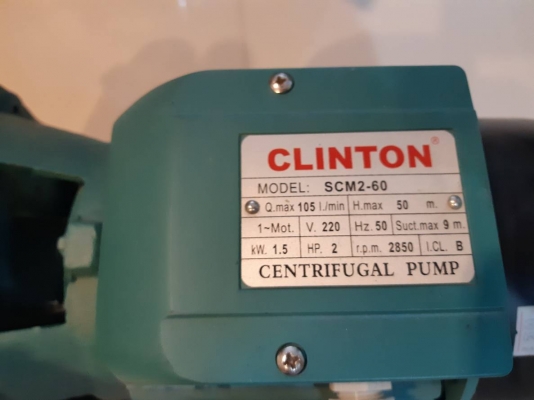 CLINTON®
MODEL: SCM2-60
Q.max 105 l./min H.max 50 m.
1~Mot. V. 220 Hz. 50 Suct.max 9 m.
kW. 1.5 HP. 2 r.p.m. 2850 I.CL. B
CENTRIFUGAL PUMP